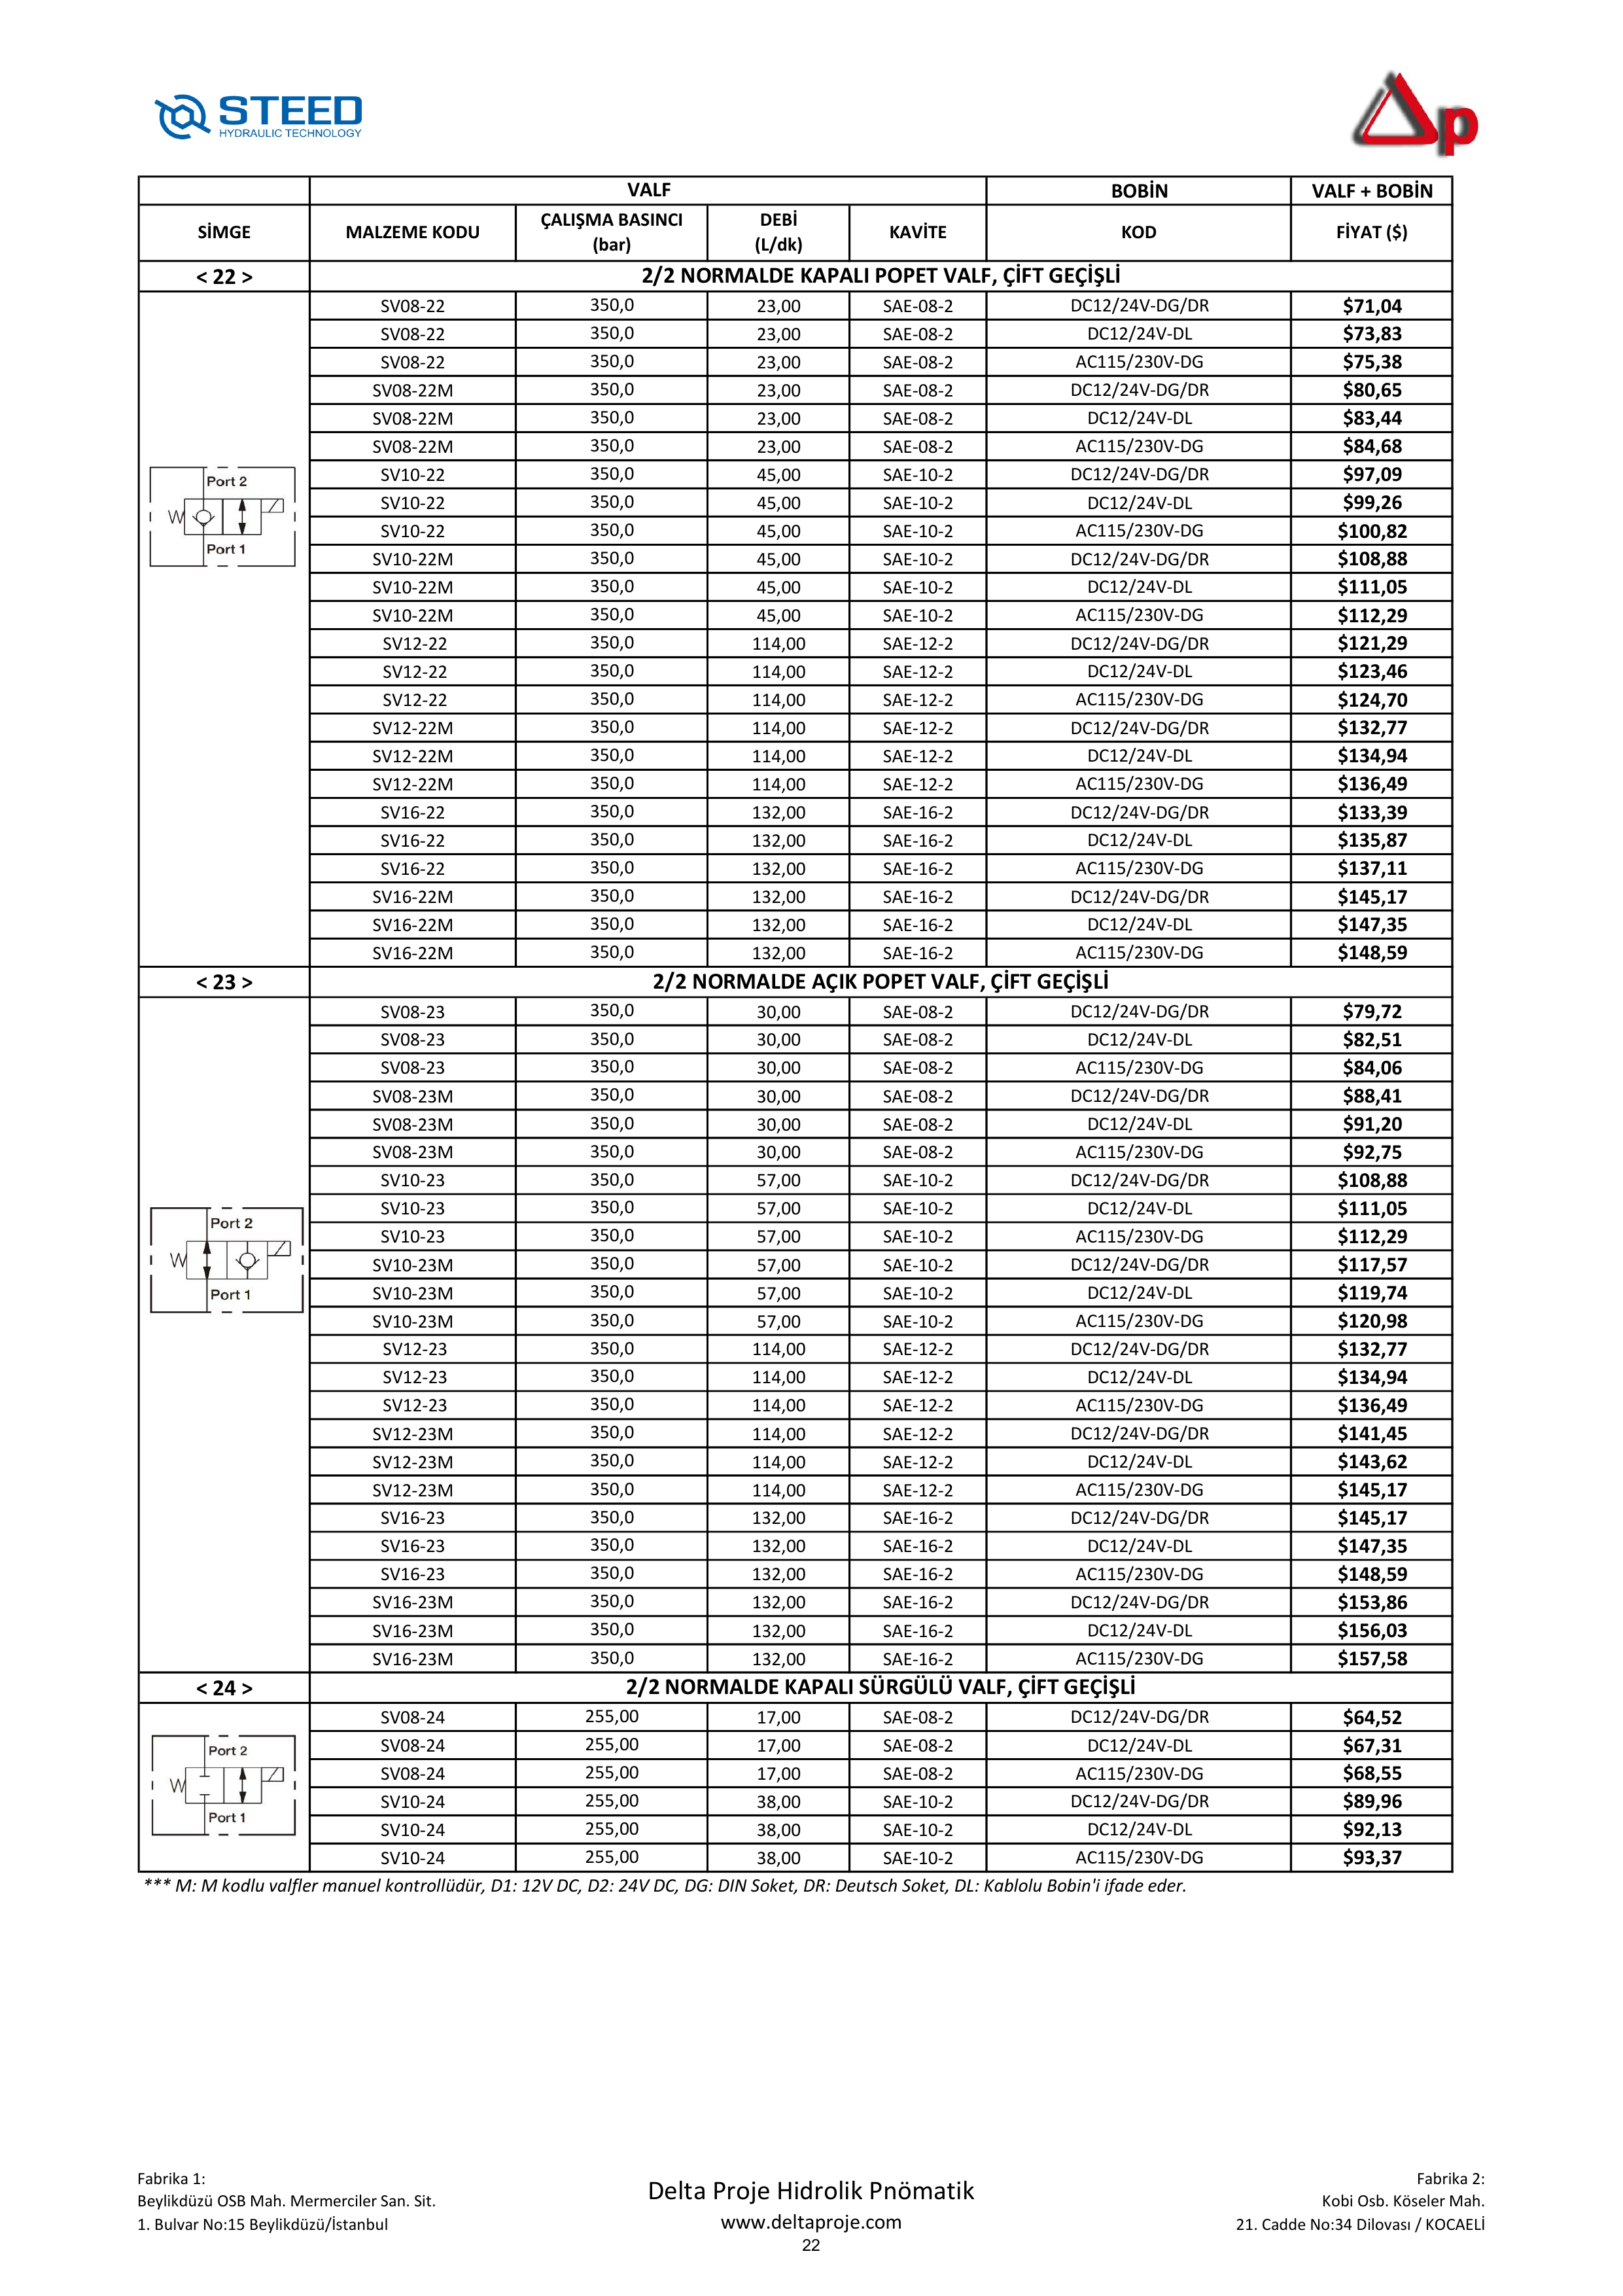 STEED
HYDRAULIC TECHNOLOGY
p
VALF BOBİN VALF + BOBİN
SİMGE MALZEME KODU ÇALIŞMA BASINCI (bar) DEBİ (L/dk) KAVİTE KOD FİYAT ($)
< 22 > 2/2 NORMALDE KAPALI POPET VALF, ÇİFT GEÇİŞLİ
SV08-22 350,0 23,00 SAE-08-2 DC12/24V-DG/DR $71,04
SV08-22 350,0 23,00 SAE-08-2 DC12/24V-DL $73,83
SV08-22 350,0 23,00 SAE-08-2 AC115/230V-DG $75,38
SV08-22M 350,0 23,00 SAE-08-2 DC12/24V-DG/DR $80,65
SV08-22M 350,0 23,00 SAE-08-2 DC12/24V-DL $83,44
SV08-22M 350,0 23,00 SAE-08-2 AC115/230V-DG $84,68
SV10-22 350,0 45,00 SAE-10-2 DC12/24V-DG/DR $97,09
SV10-22 350,0 45,00 SAE-10-2 DC12/24V-DL $99,26
SV10-22 350,0 45,00 SAE-10-2 AC115/230V-DG $100,82
SV10-22M 350,0 45,00 SAE-10-2 DC12/24V-DG/DR $108,88
SV10-22M 350,0 45,00 SAE-10-2 DC12/24V-DL $111,05
SV10-22M 350,0 45,00 SAE-10-2 AC115/230V-DG $112,29
SV12-22 350,0 114,00 SAE-12-2 DC12/24V-DG/DR $121,29
SV12-22 350,0 114,00 SAE-12-2 DC12/24V-DL $123,46
SV12-22 350,0 114,00 SAE-12-2 AC115/230V-DG $124,70
SV12-22M 350,0 114,00 SAE-12-2 DC12/24V-DG/DR $132,77
SV12-22M 350,0 114,00 SAE-12-2 DC12/24V-DL $134,94
SV12-22M 350,0 114,00 SAE-12-2 AC115/230V-DG $136,49
SV16-22 350,0 132,00 SAE-16-2 DC12/24V-DG/DR $133,39
SV16-22 350,0 132,00 SAE-16-2 DC12/24V-DL $135,87
SV16-22 350,0 132,00 SAE-16-2 AC115/230V-DG $137,11
SV16-22M 350,0 132,00 SAE-16-2 DC12/24V-DG/DR $145,17
SV16-22M 350,0 132,00 SAE-16-2 DC12/24V-DL $147,35
SV16-22M 350,0 132,00 SAE-16-2 AC115/230V-DG $148,59
Port 2
W
Port 1
< 23 > 2/2 NORMALDE AÇIK POPET VALF, ÇİFT GEÇİŞLİ
SV08-23 350,0 30,00 SAE-08-2 DC12/24V-DG/DR $79,72
SV08-23 350,0 30,00 SAE-08-2 DC12/24V-DL $82,51
SV08-23 350,0 30,00 SAE-08-2 AC115/230V-DG $84,06
SV08-23M 350,0 30,00 SAE-08-2 DC12/24V-DG/DR $88,41
SV08-23M 350,0 30,00 SAE-08-2 DC12/24V-DL $91,20
SV08-23M 350,0 30,00 SAE-08-2 AC115/230V-DG $92,75
SV10-23 350,0 57,00 SAE-10-2 DC12/24V-DG/DR $108,88
SV10-23 350,0 57,00 SAE-10-2 DC12/24V-DL $111,05
SV10-23 350,0 57,00 SAE-10-2 AC115/230V-DG $112,29
SV10-23M 350,0 57,00 SAE-10-2 DC12/24V-DG/DR $117,57
SV10-23M 350,0 57,00 SAE-10-2 DC12/24V-DL $119,74
SV10-23M 350,0 57,00 SAE-10-2 AC115/230V-DG $120,98
SV12-23 350,0 114,00 SAE-12-2 DC12/24V-DG/DR $132,77
SV12-23 350,0 114,00 SAE-12-2 DC12/24V-DL $134,94
SV12-23 350,0 114,00 SAE-12-2 AC115/230V-DG $136,49
SV12-23M 350,0 114,00 SAE-12-2 DC12/24V-DG/DR $141,45
SV12-23M 350,0 114,00 SAE-12-2 DC12/24V-DL $143,62
SV12-23M 350,0 114,00 SAE-12-2 AC115/230V-DG $145,17
SV16-23 350,0 132,00 SAE-16-2 DC12/24V-DG/DR $145,17
SV16-23 350,0 132,00 SAE-16-2 DC12/24V-DL $147,35
SV16-23 350,0 132,00 SAE-16-2 AC115/230V-DG $148,59
SV16-23M 350,0 132,00 SAE-16-2 DC12/24V-DG/DR $153,86
SV16-23M 350,0 132,00 SAE-16-2 DC12/24V-DL $156,03
SV16-23M 350,0 132,00 SAE-16-2 AC115/230V-DG $157,58
Port 2
W
Port 1
< 24 > 2/2 NORMALDE KAPALI SÜRGÜLÜ VALF, ÇİFT GEÇİŞLİ
SV08-24 255,00 17,00 SAE-08-2 DC12/24V-DG/DR $64,52
SV08-24 255,00 17,00 SAE-08-2 DC12/24V-DL $67,31
SV08-24 255,00 17,00 SAE-08-2 AC115/230V-DG $68,55
SV10-24 255,00 38,00 SAE-10-2 DC12/24V-DG/DR $89,96
SV10-24 255,00 38,00 SAE-10-2 DC12/24V-DL $92,13
SV10-24 255,00 38,00 SAE-10-2 AC115/230V-DG $93,37
Port 2
W
Port 1
*** M: M kodlu valfler manuel kontrollüdür, D1: 12V DC, D2: 24V DC, DG: DIN Soket, DR: Deutsch Soket, DL: Kablolu Bobin'i ifade eder.
Fabrika 1:
Beylikdüzü OSB Mah. Mermerciler San. Sit.
1. Bulvar No:15 Beylikdüzü/İstanbul
Delta Proje Hidrolik Pnömatik
www.deltaproje.com
22
Fabrika 2:
Kobi Osb. Köseler Mah.
21. Cadde No:34 Dilovası / KOCAELİ